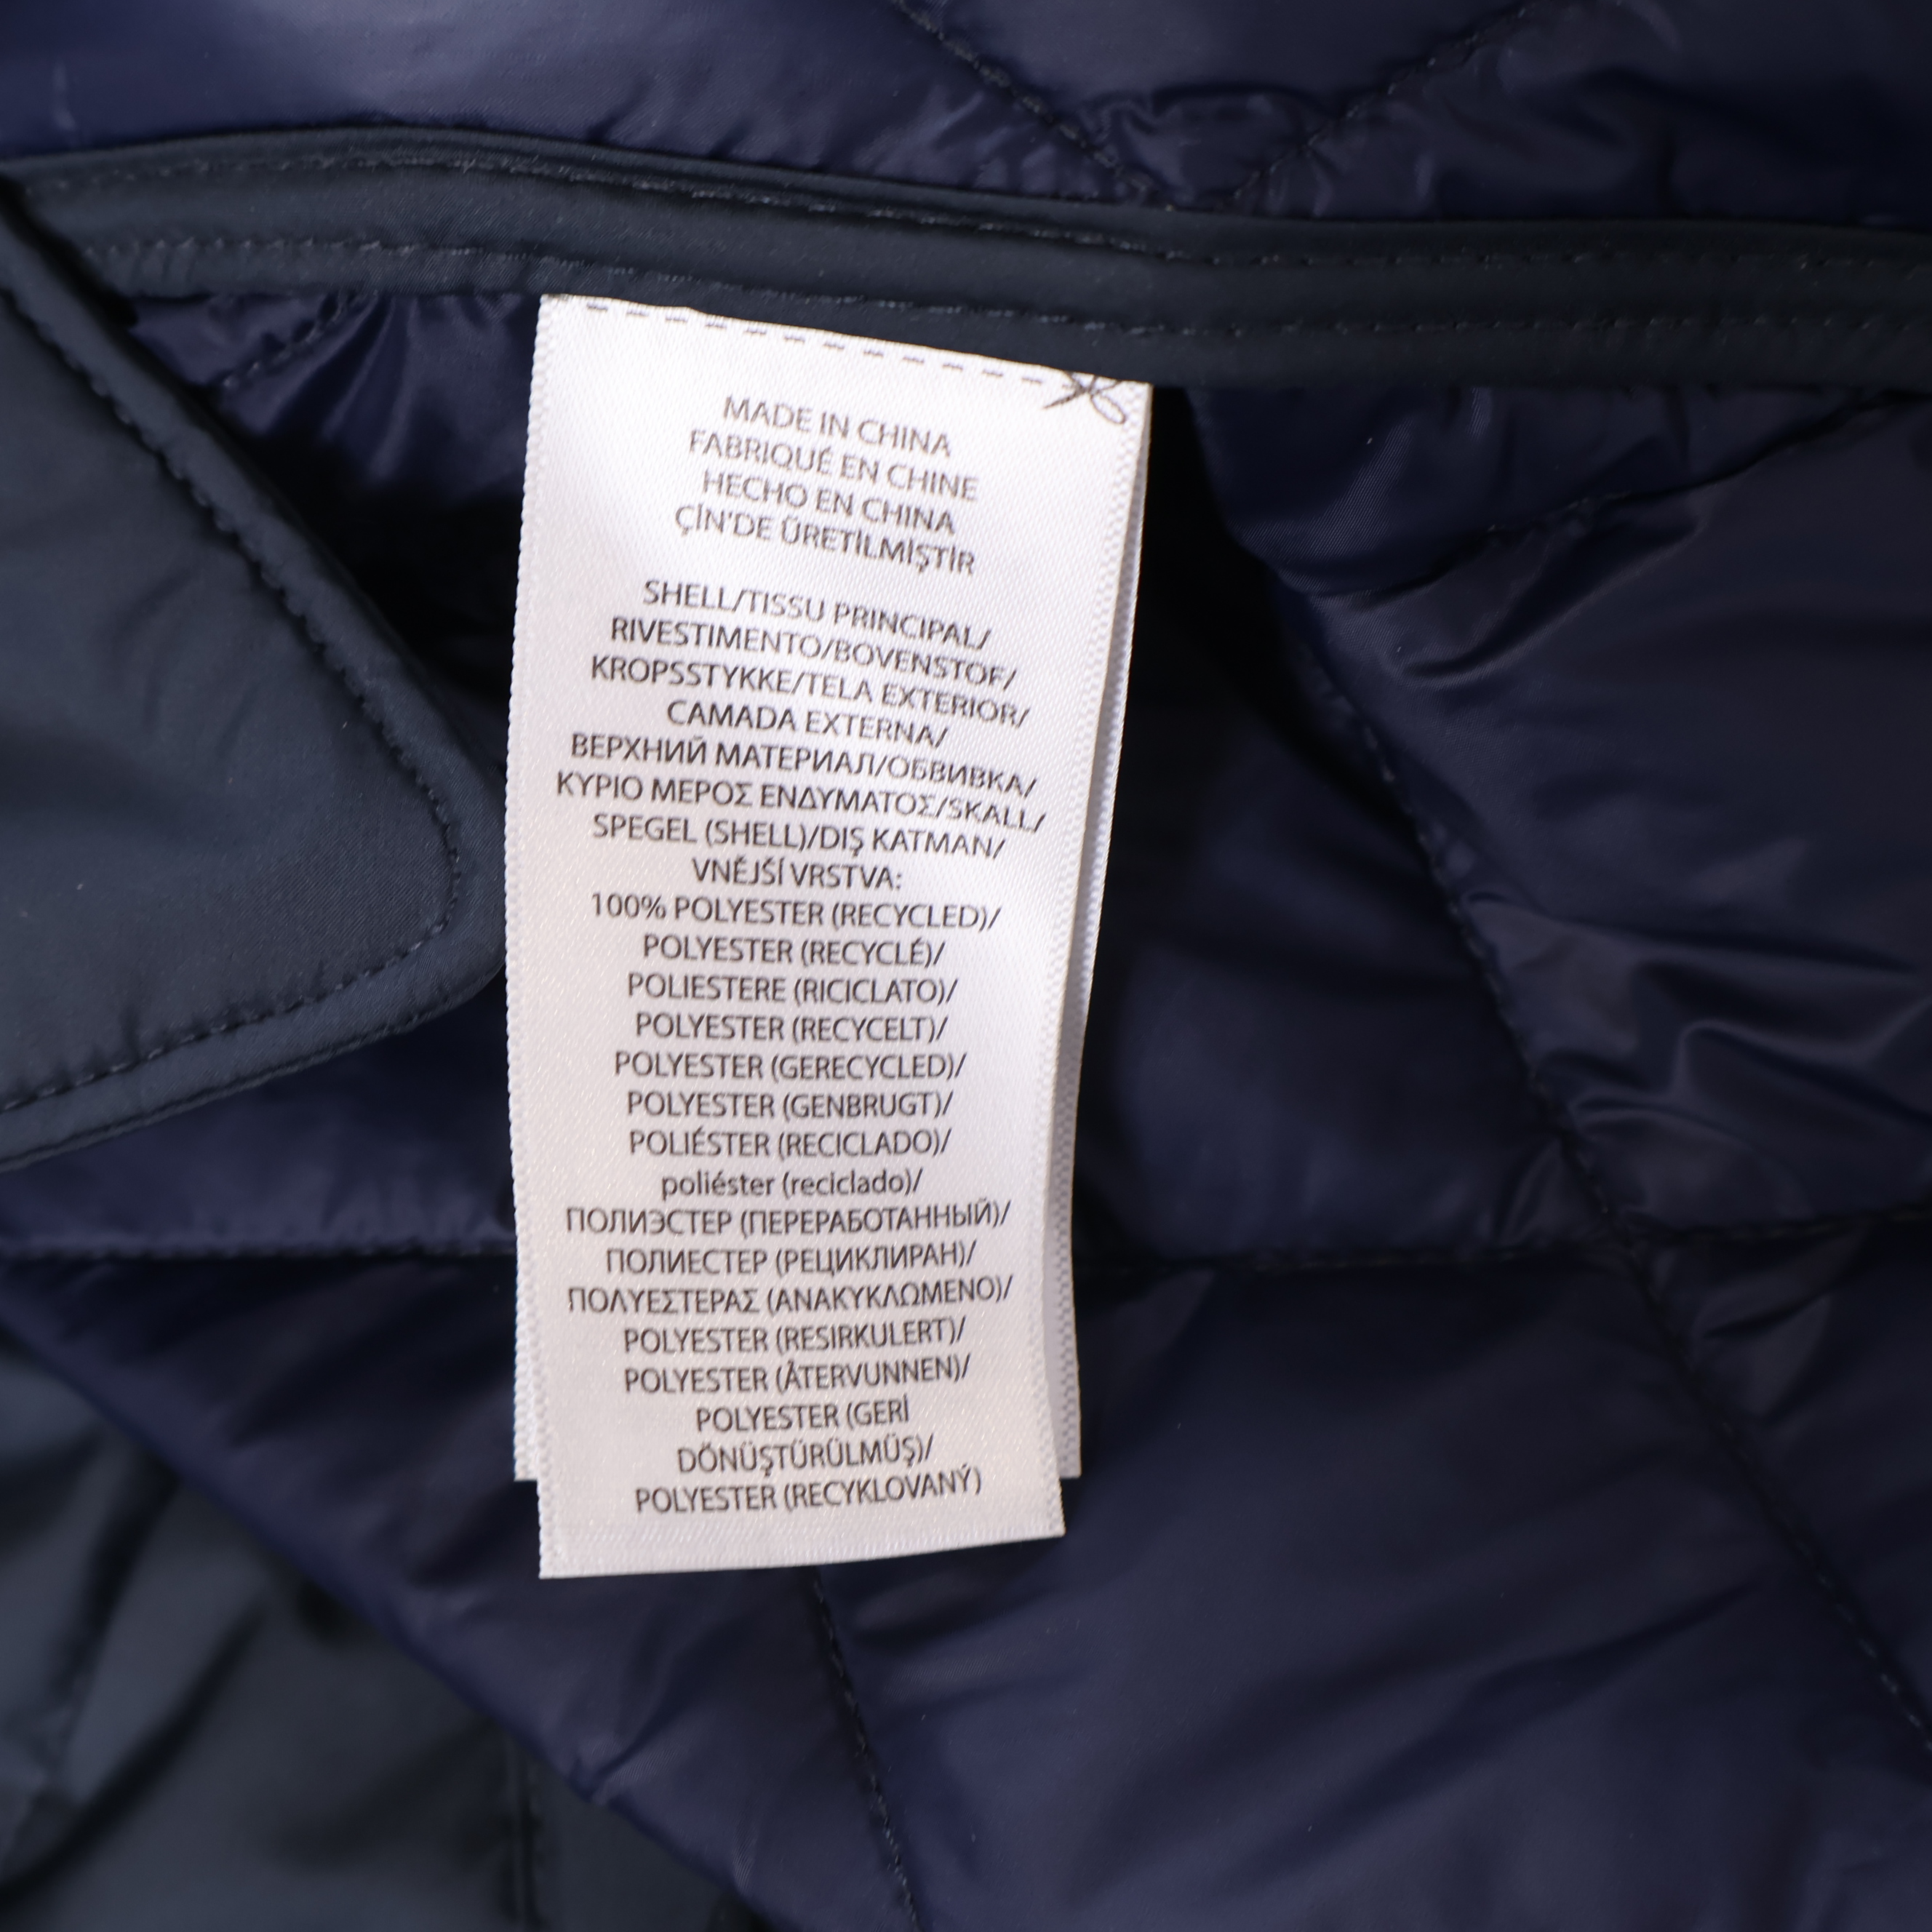 MADE IN CHINA
FABRIQUÉ EN CHINE
HECHO EN CHINA
ÇİN'DE ÜRETİLMİŞTİR
SHELL/TISSU PRINCIPAL/
RIVESTIMENTO/BOVENSTOF/
KROPSSTYKKE/TELA EXTERIOR/
CAMADA EXTERNA/
ВЕРХНИЙ МАТЕРИАЛ/ОБВИВКА/
ΚΥΡΙΟ ΜΕΡΟΣ ΕΝΔΥΜΑΤΟΣ/SKALL/
SPEGEL (SHELL)/DIŞ KATMAN/
VNĚJŠÍ VRSTVA:
100% POLYESTER (RECYCLED)/
POLYESTER (RECYCLÉ)/
POLIESTERE (RICICLATO)/
POLYESTER (RECYCELT)/
POLYESTER (GERECYCLED)/
POLYESTER (GENBRUGT)/
POLIÉSTER (RECICLADO)/
poliéster (reciclado)/
ПОЛИЭСТЕР (ПЕРЕРАБОТАННЫЙ)/
ПОЛИЕСТЕР (РЕЦИКЛИРАН)/
ΠΟΛΥΕΣΤΕΡΑΣ (ΑΝΑΚΥΚΛΩΜΕΝΟ)/
POLYESTER (RESIRKULERT)/
POLYESTER (ÅTERVUNNEN)/
POLYESTER (GERİ
DÖNÜŞTÜRÜLMÜŞ)/
POLYESTER (RECYKLOVANÝ)